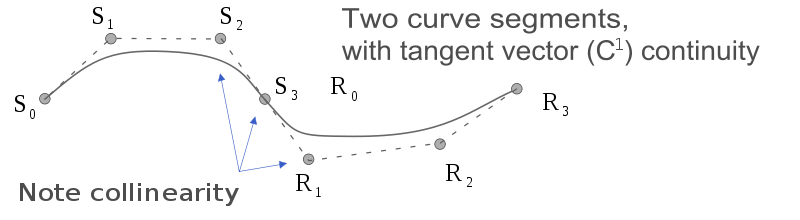 Two curve segments,
with tangent vector (C¹) continuity
S₁
S₂
S₀
S₃
R₀
R₃
R₁
R₂
Note collinearity